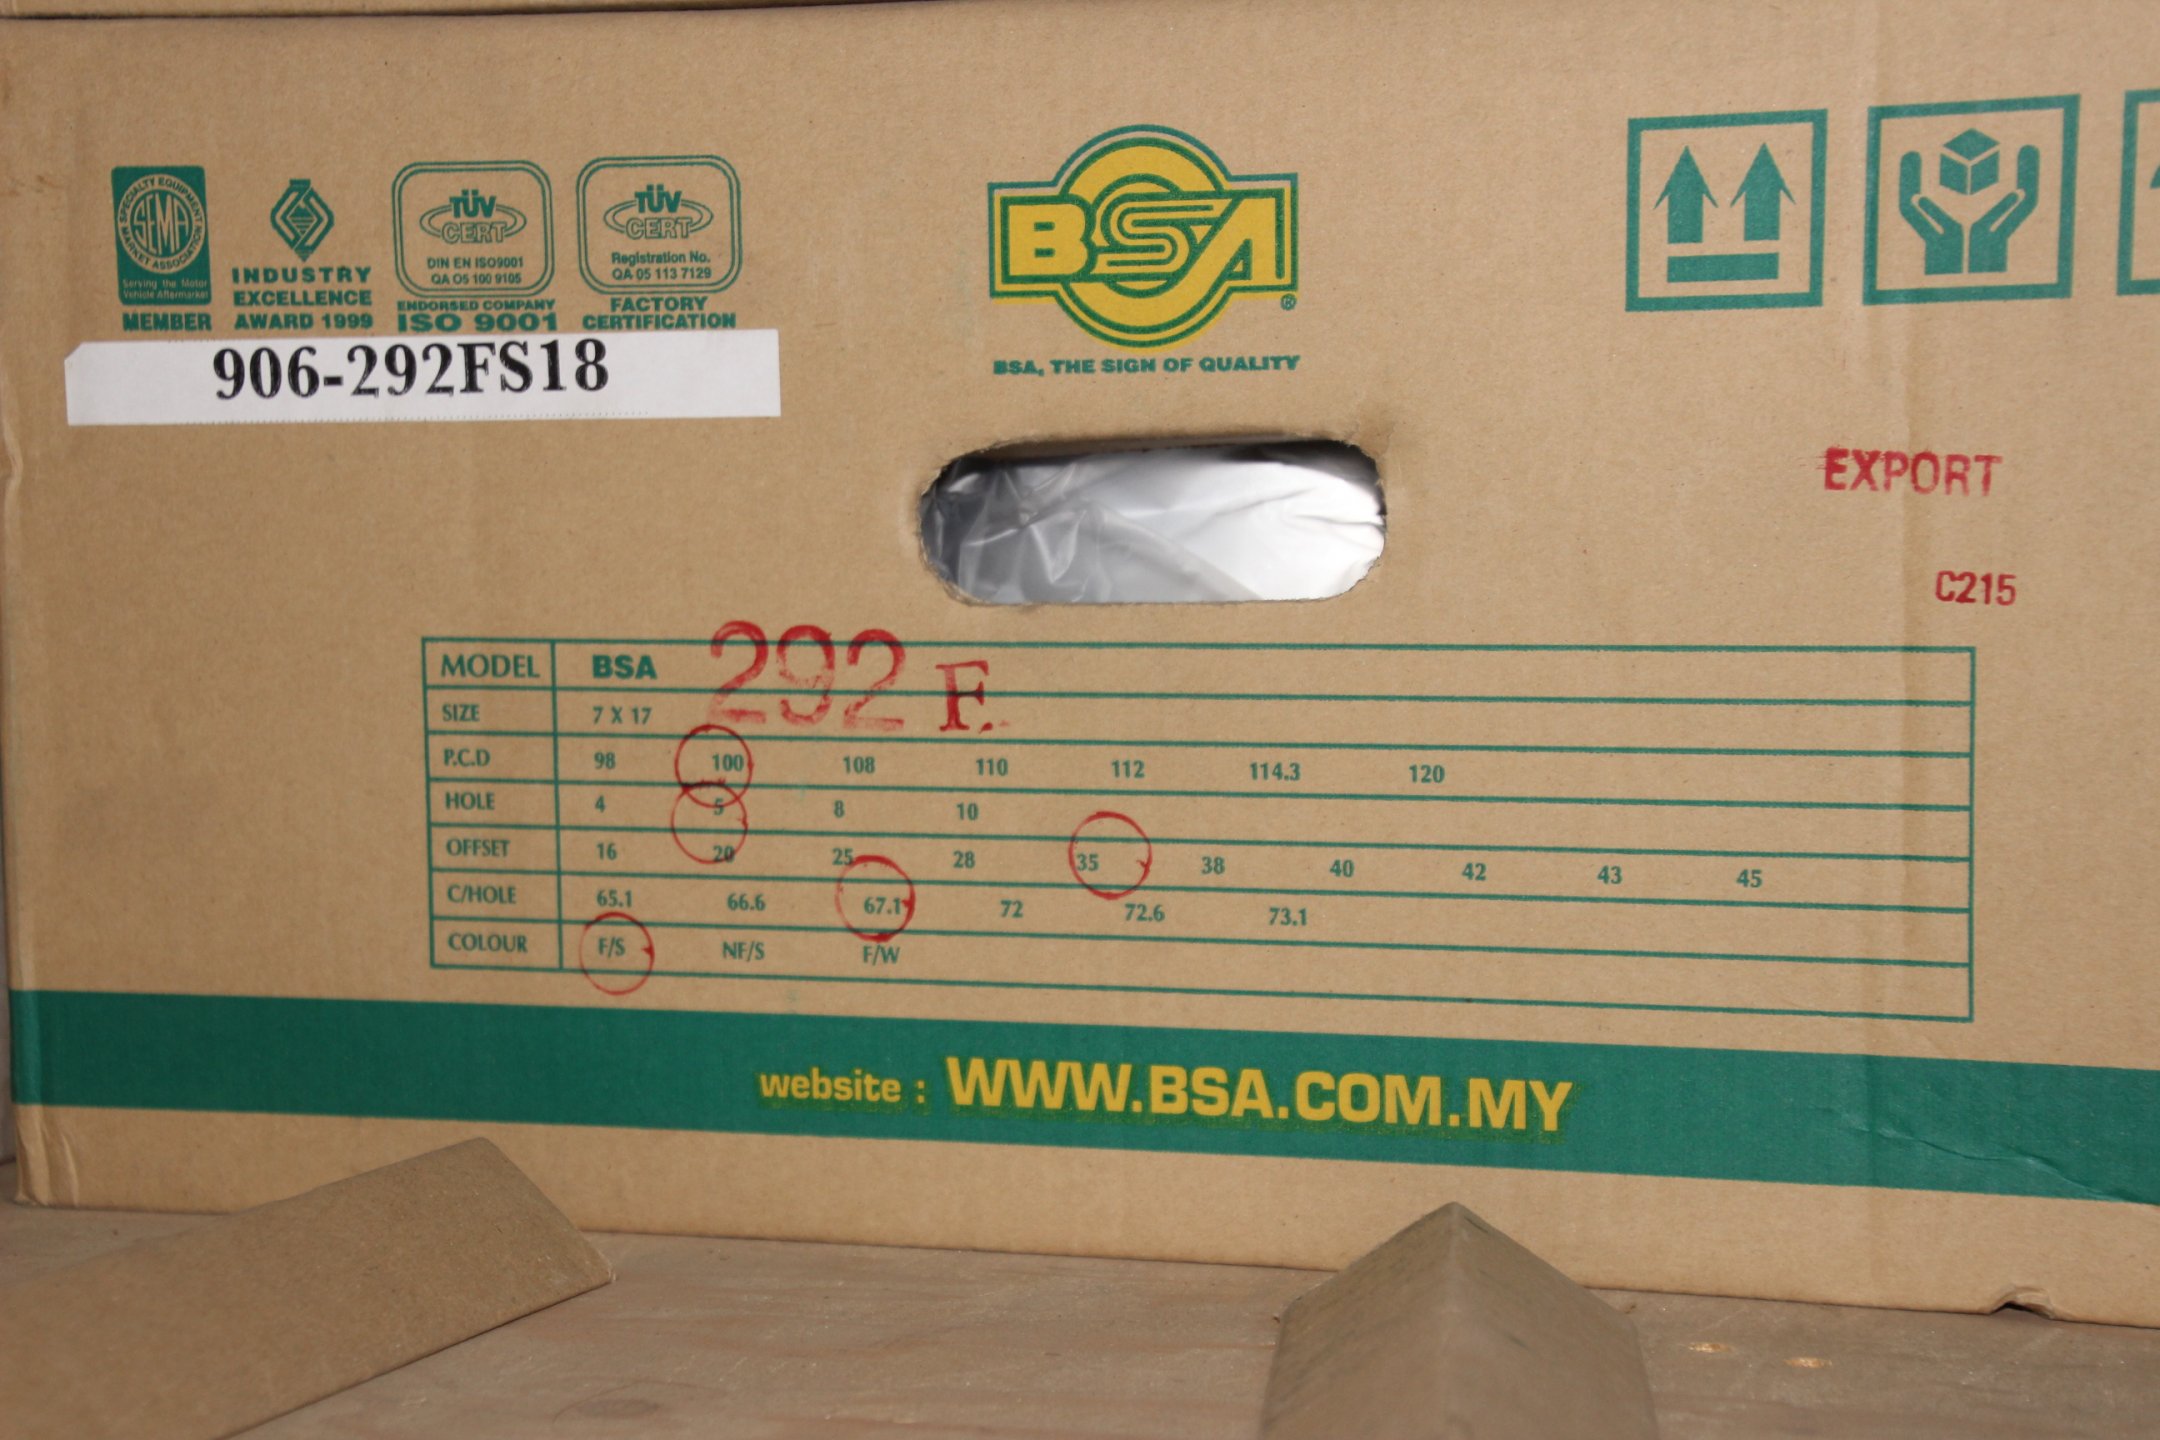 SPECIALTY EQUIPMENT MARKET ASSOCIATION
SEMA
Serving the Motor
Vehicle Aftermarket
MEMBER
INDUSTRY
EXCELLENCE
AWARD 1999
TÜV
CERT
DIN EN ISO9001
QA 05 100 9105
ENDORSED COMPANY
ISO 9001
TÜV
CERT
Registration No.
QA 05 113 7129
FACTORY
CERTIFICATION
BSA®
BSA, THE SIGN OF QUALITY
906-292FS18
EXPORT
C215
MODEL BSA 292 F.
SIZE 7 X 17
P.C.D 98 100 108 110 112 114.3 120
HOLE 4 5 8 10
OFFSET 16 20 25 28 35 38 40 42 43 45
C/HOLE 65.1 66.6 67.1 72 72.6 73.1
COLOUR F/S NF/S F/W
website : WWW.BSA.COM.MY